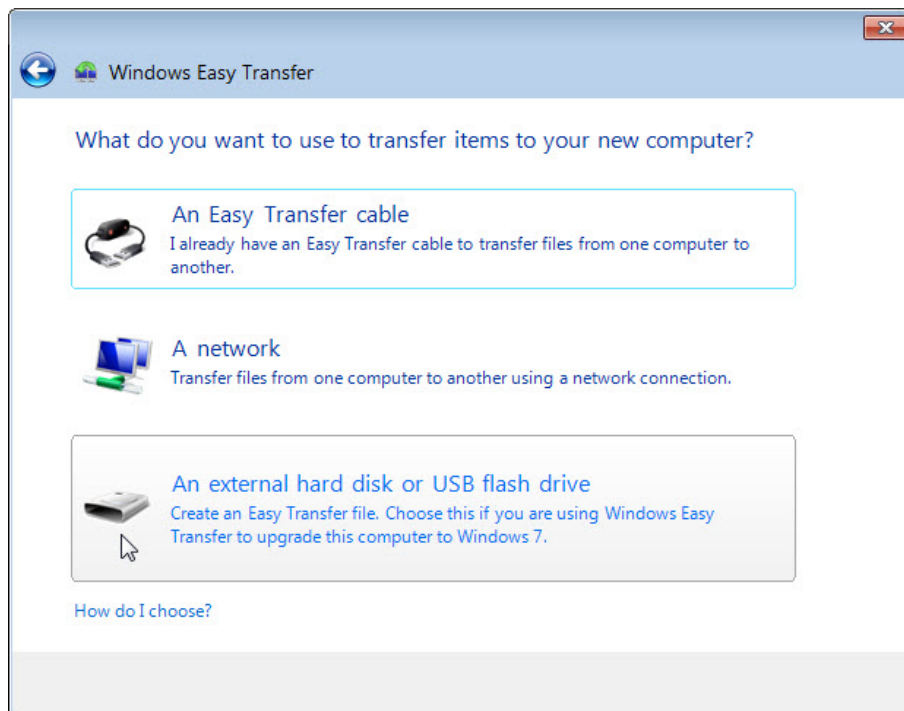 Windows Easy Transfer
What do you want to use to transfer items to your new computer?
An Easy Transfer cable
I already have an Easy Transfer cable to transfer files from one computer to
another.
A network
Transfer files from one computer to another using a network connection.
An external hard disk or USB flash drive
Create an Easy Transfer file. Choose this if you are using Windows Easy
Transfer to upgrade this computer to Windows 7.
How do I choose?